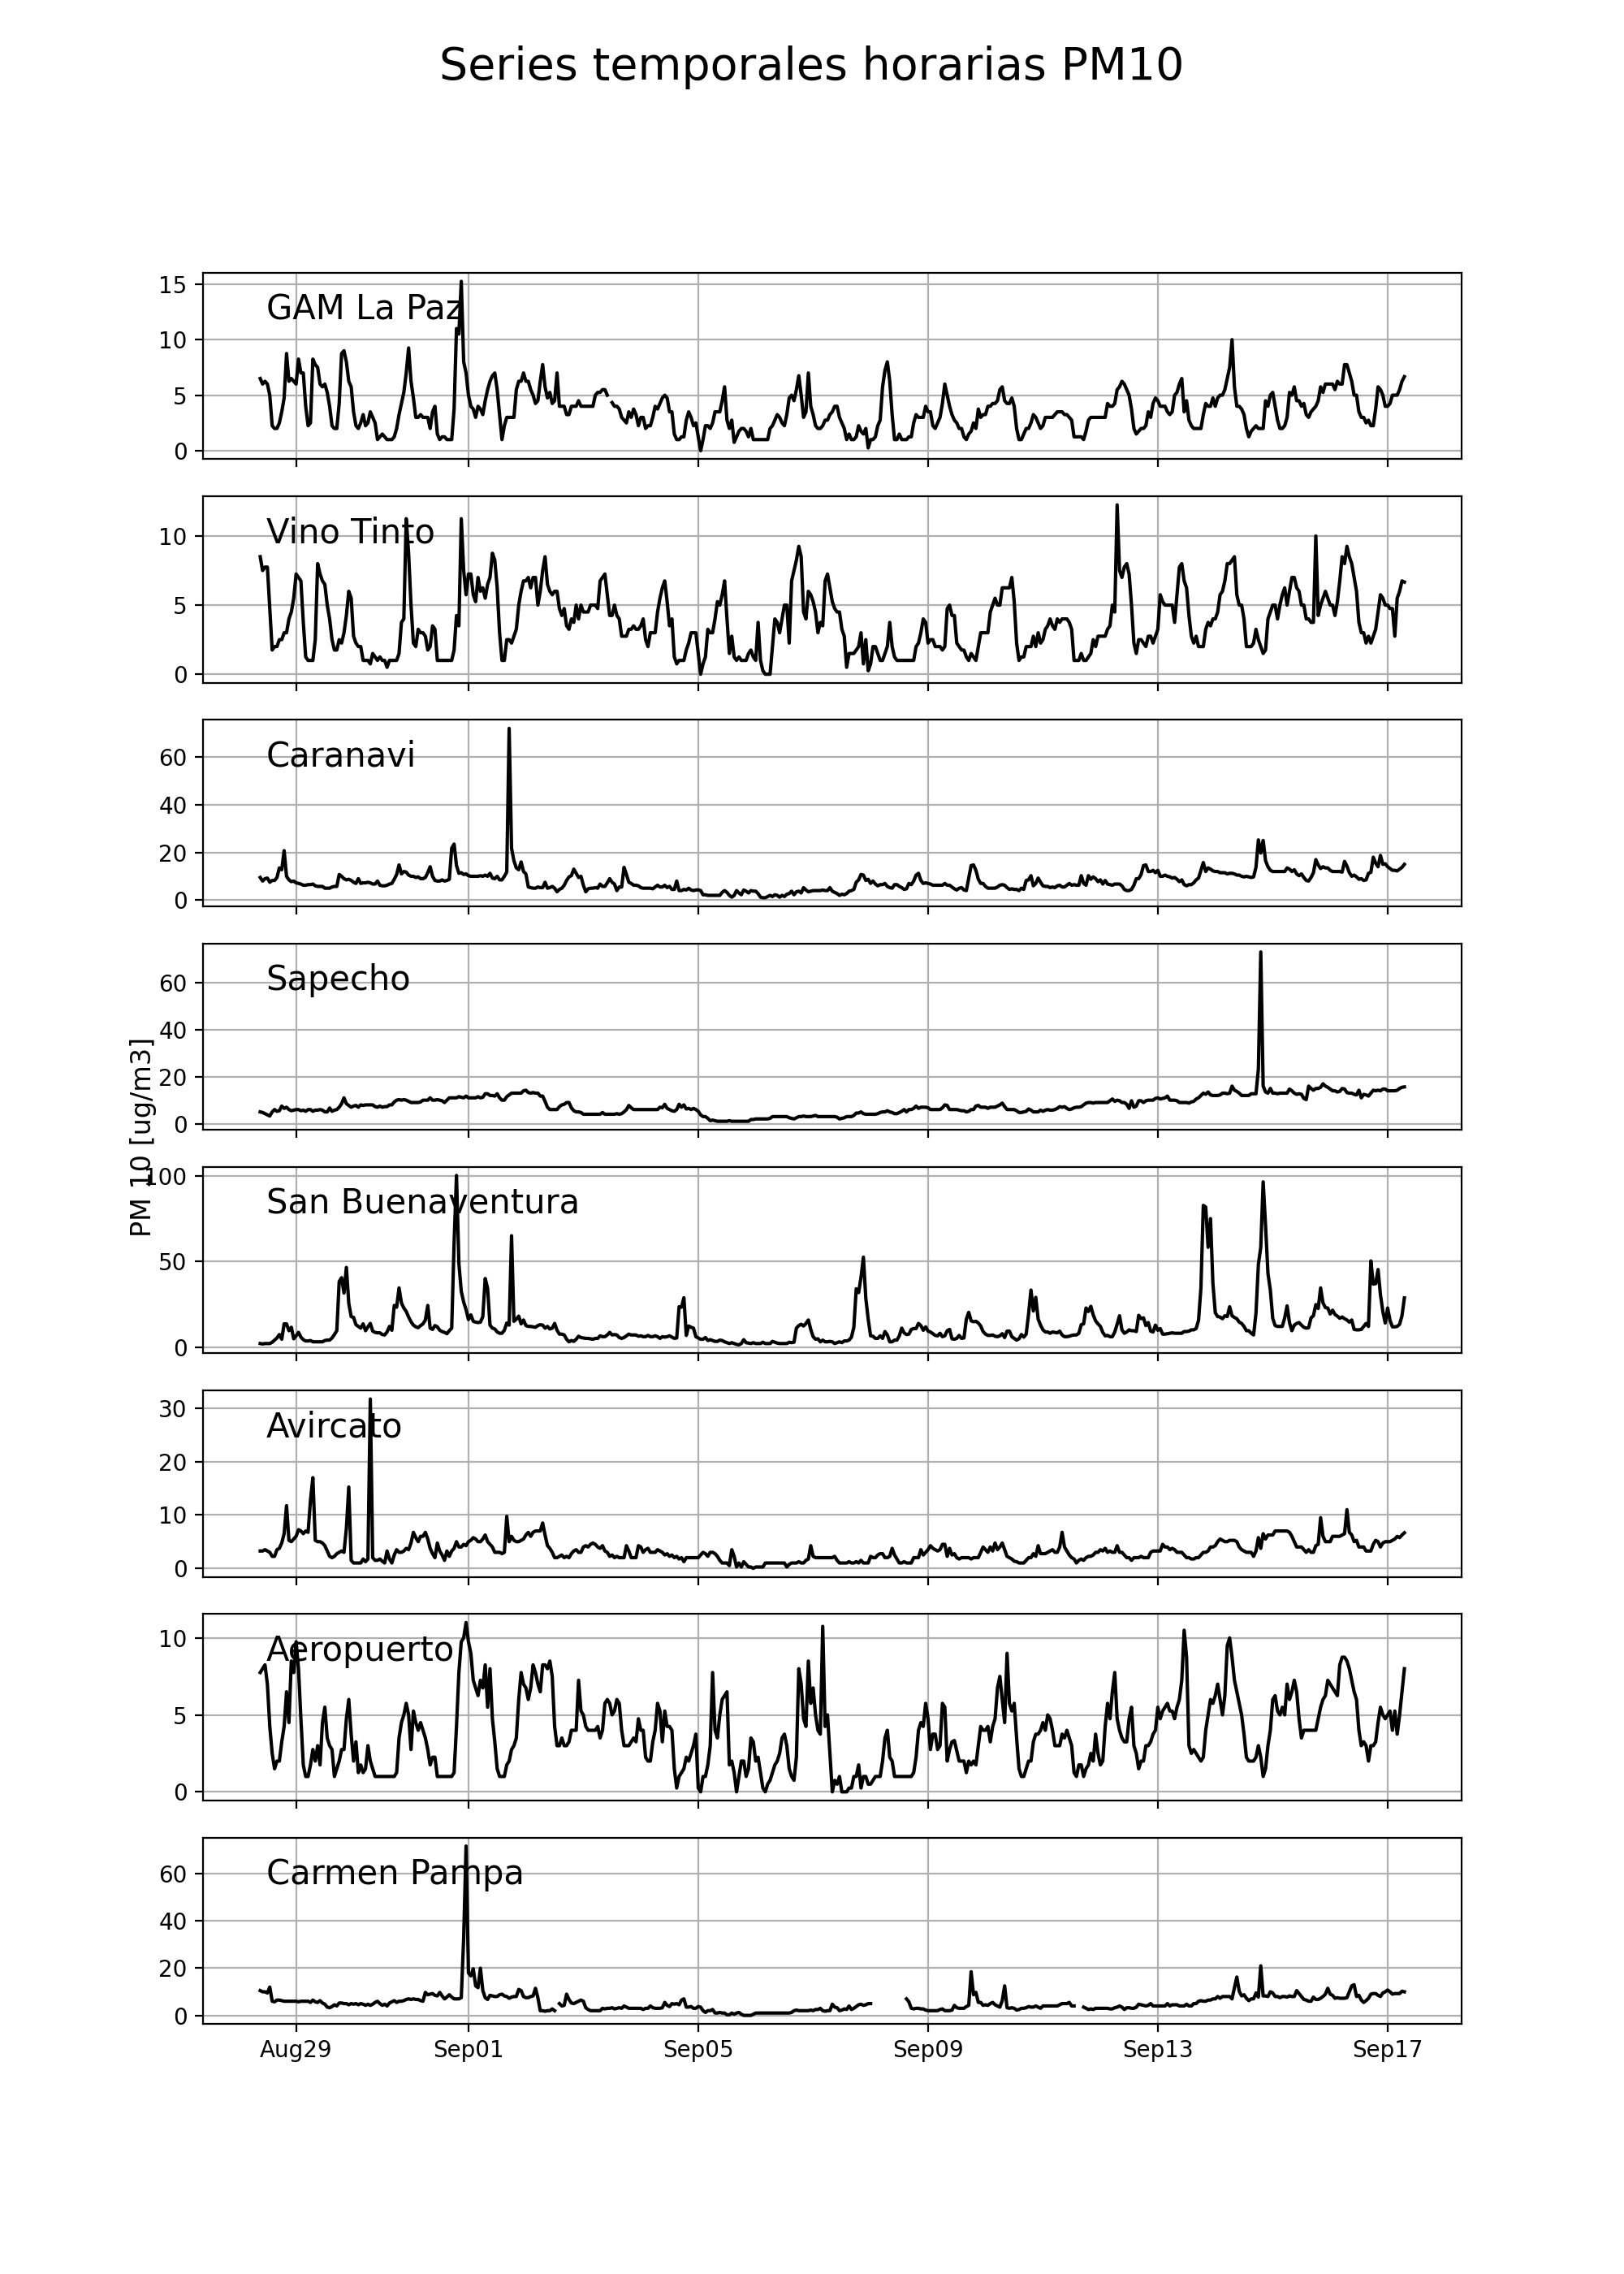 Series temporales horarias PM10
PM 10 [ug/m3]
15
10
5
0
GAM La Paz
10
5
0
Vino Tinto
60
40
20
0
Caranavi
60
40
20
0
Sapecho
100
50
0
San Buenaventura
30
20
10
0
Avircato
10
5
0
Aeropuerto
60
40
20
0
Carmen Pampa
Aug29 Sep01 Sep05 Sep09 Sep13 Sep17